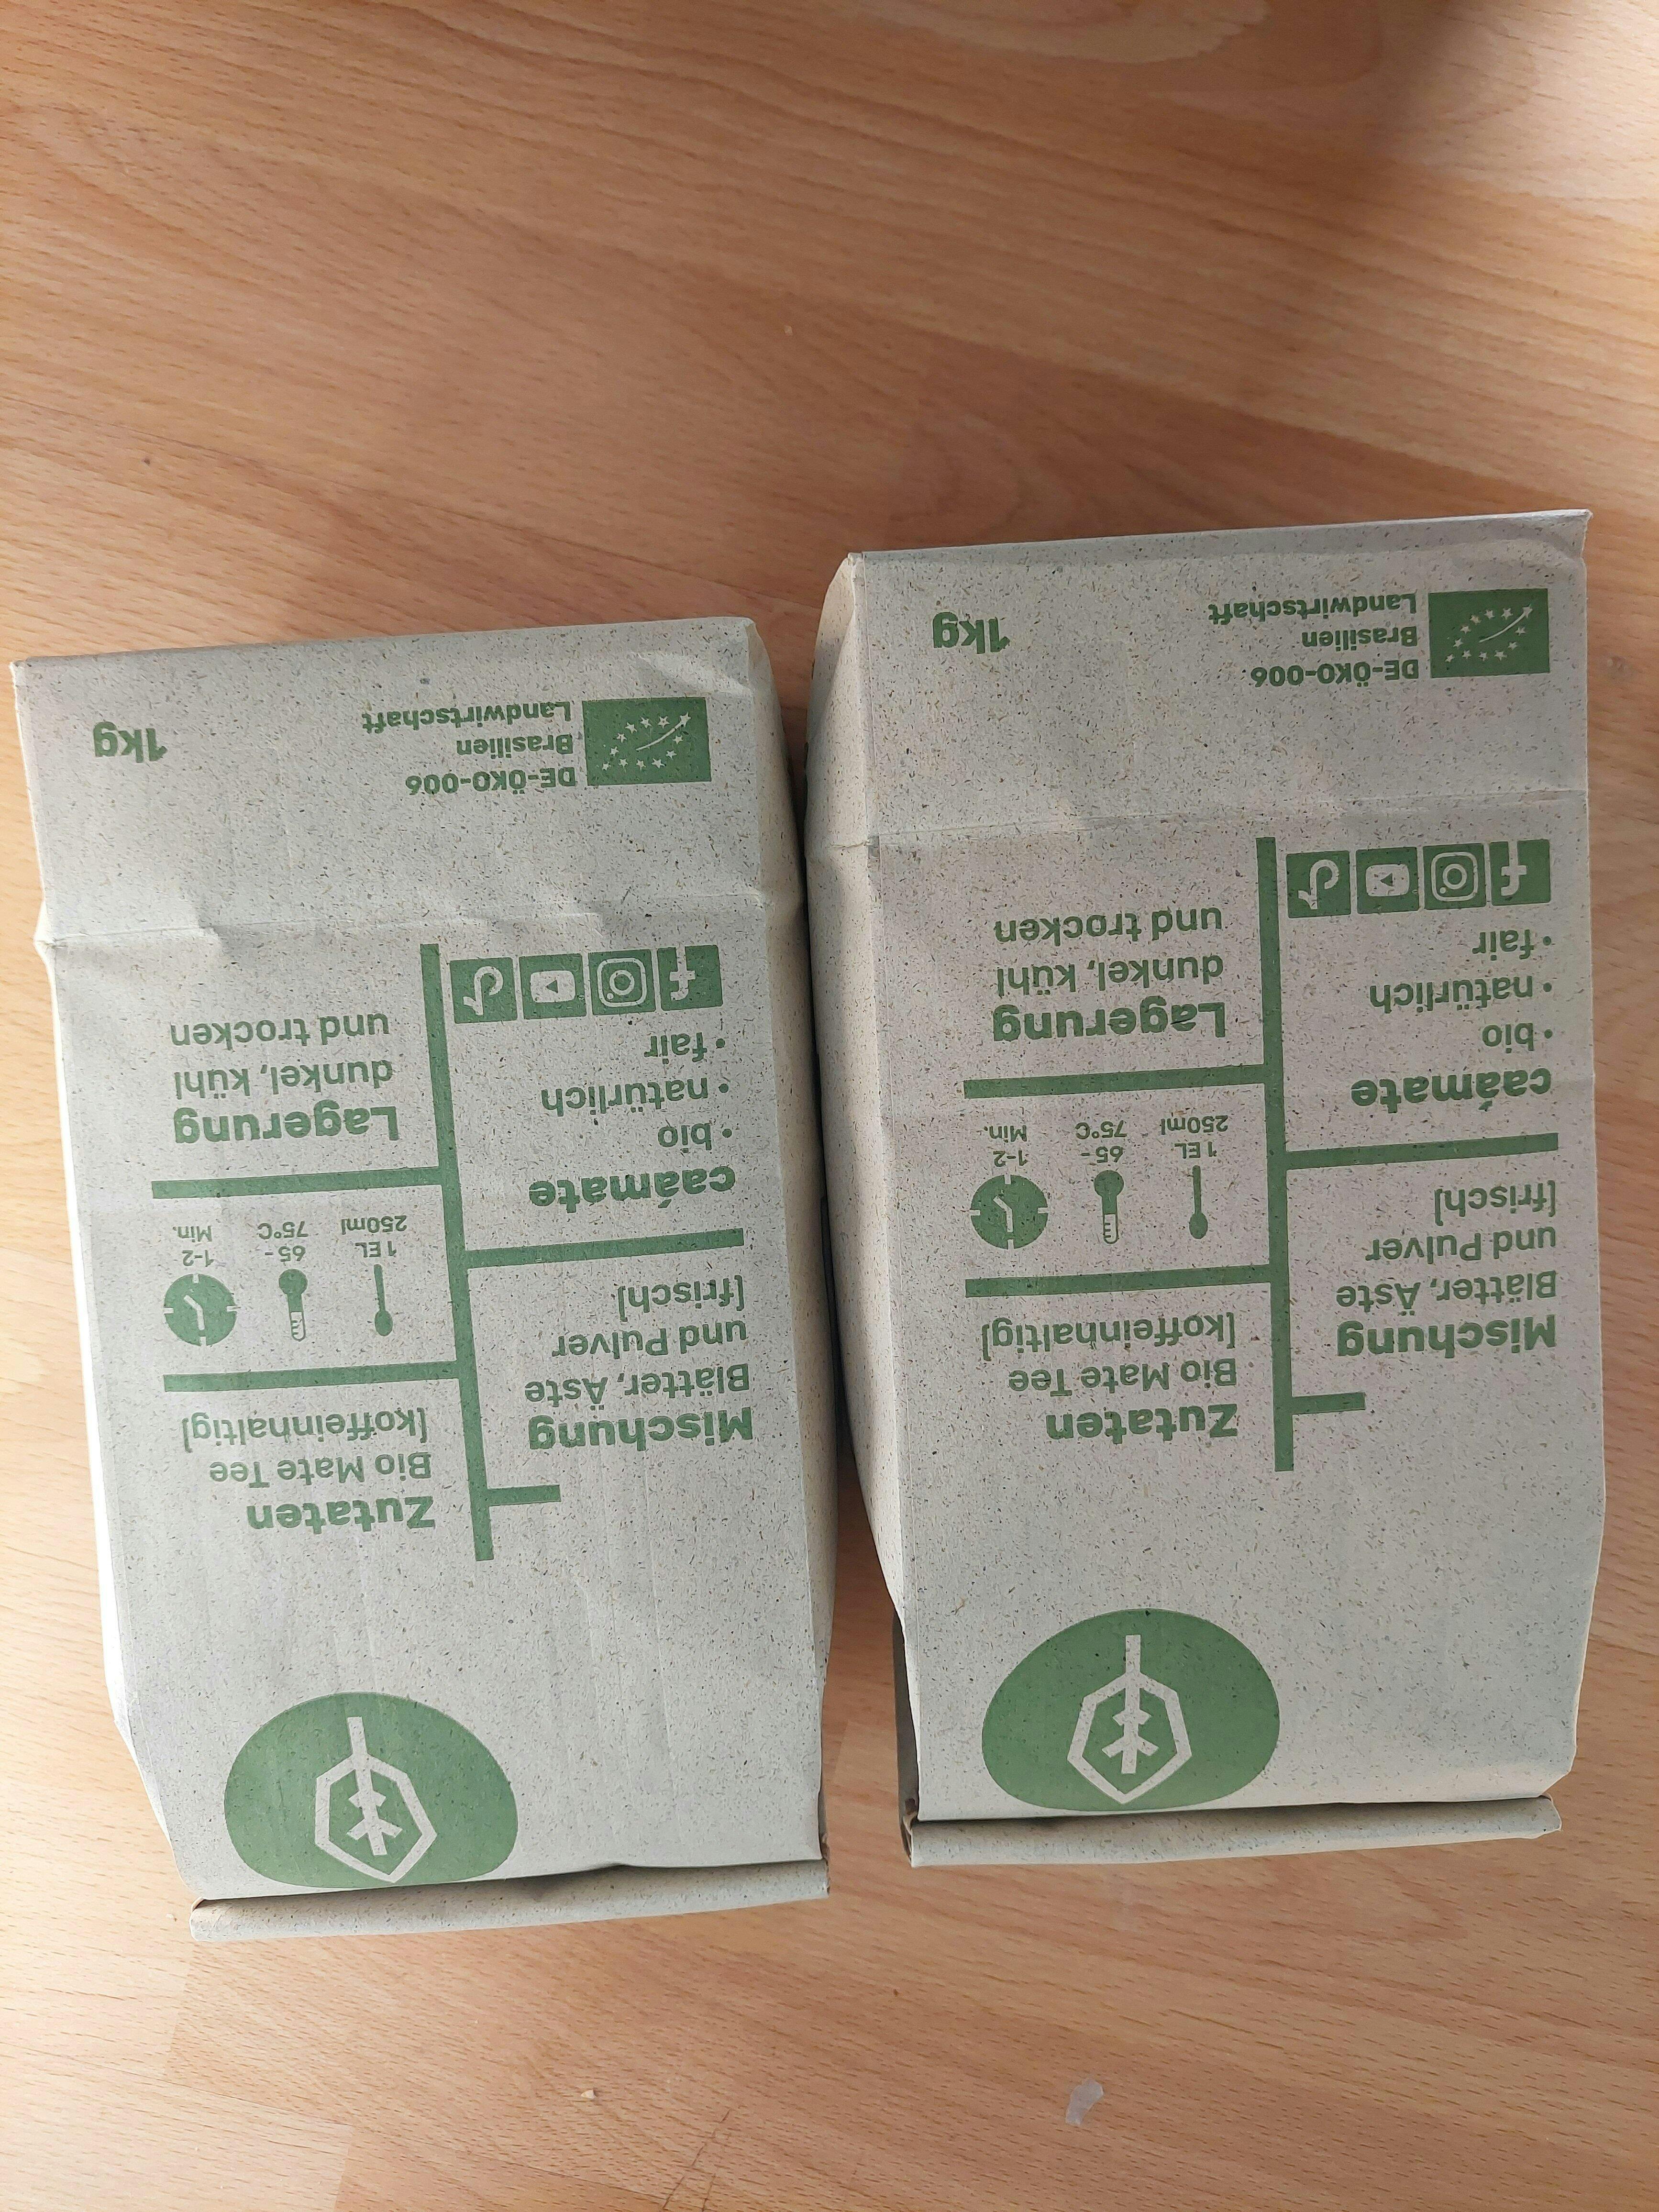 Mischung
Blätter, Äste
und Pulver
[frisch]
caámate
• bio
• natürlich
• fair
Zutaten
Bio Mate Tee
[koffeinhaltig]
1 EL
250ml
65-
75°C
1-2
Min.
Lagerung
dunkel, kühl
und trocken
DE-ÖKO-006
Brasilien
Landwirtschaft
1kg
Mischung
Blätter, Äste
und Pulver
[frisch]
caámate
• bio
• natürlich
• fair
Zutaten
Bio Mate Tee
[koffeinhaltig]
1 EL
250ml
65-
75°C
1-2
Min.
Lagerung
dunkel, kühl
und trocken
DE-ÖKO-006
Brasilien
Landwirtschaft
1kg